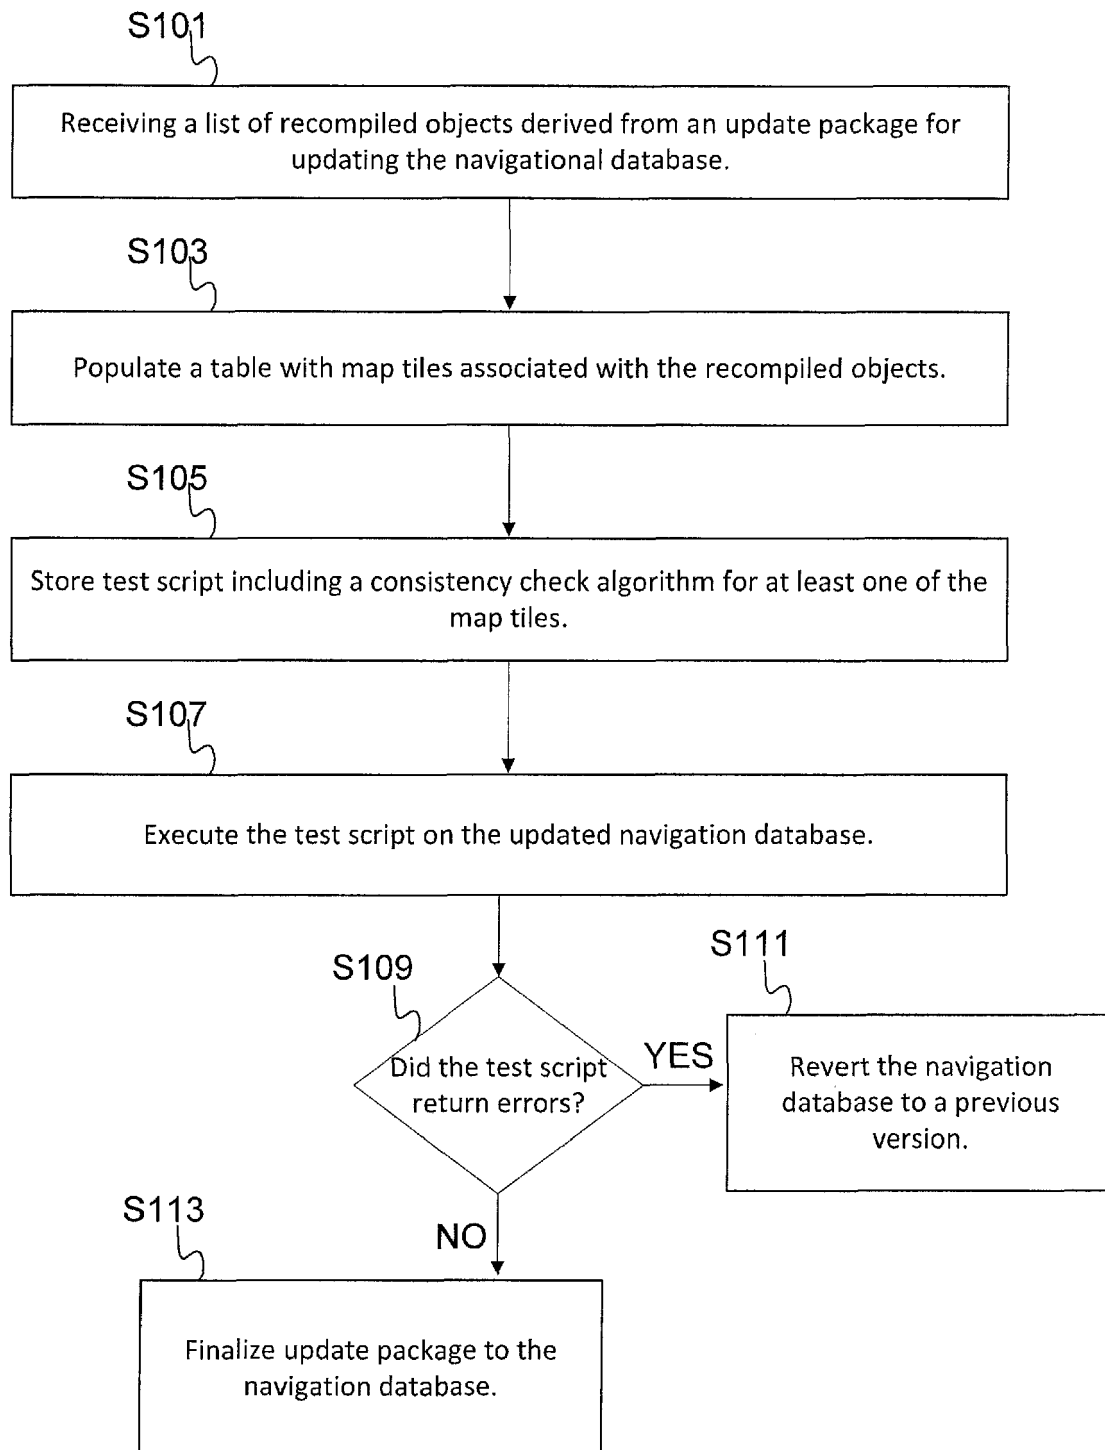 S101
Receiving a list of recompiled objects derived from an update package for
updating the navigational database.
S103
Populate a table with map tiles associated with the recompiled objects.
S105
Store test script including a consistency check algorithm for at least one of the
map tiles.
S107
Execute the test script on the updated navigation database.
S109
Did the test script
return errors?
YES
S111
Revert the navigation
database to a previous
version.
NO
S113
Finalize update package to the
navigation database.